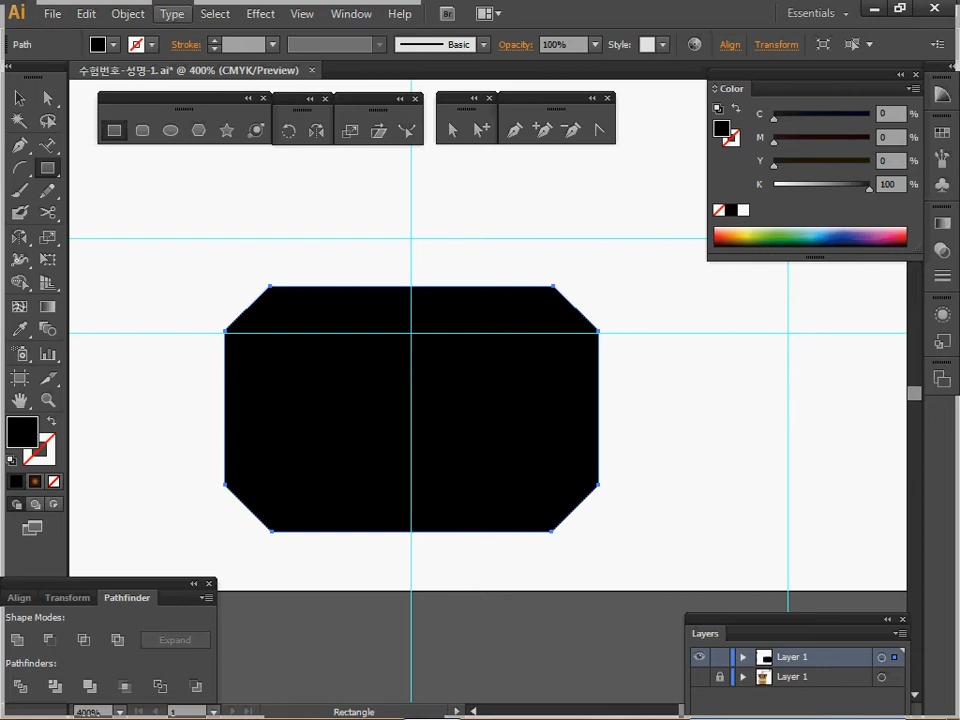 Ai File Edit Object Type Select Effect View Window Help Br Essentials
Path Stroke: Basic Opacity: 100% Style: Align Transform
수험번호-성명-1.ai* @ 400% (CMYK/Preview)
Color
C 0 %
M 0 %
Y 0 %
K 100 %
Align Transform Pathfinder
Shape Modes:
Expand
Pathfinders:
Layers
Layer 1
Layer 1
400% 1 Rectangle